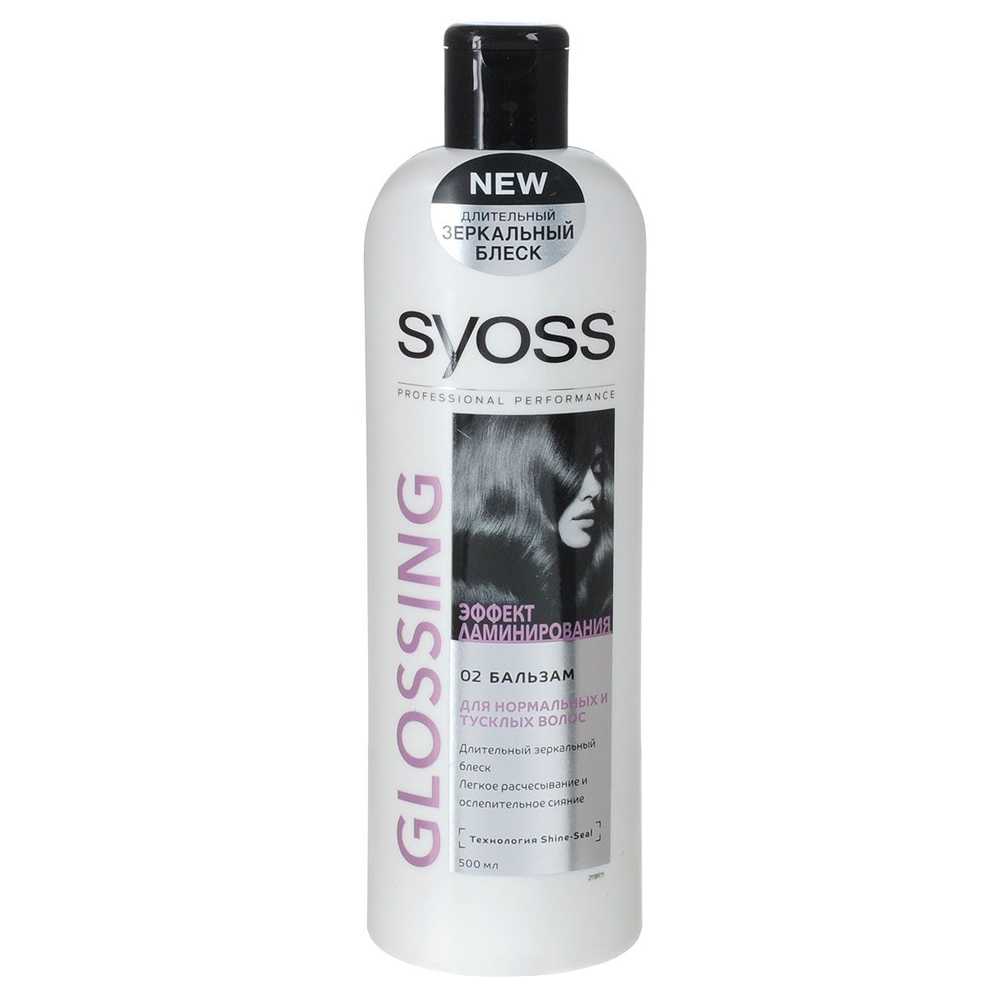 NEW
ДЛИТЕЛЬНЫЙ
ЗЕРКАЛЬНЫЙ
БЛЕСК
syoss
PROFESSIONAL PERFORMANCE
GLOSSING
ЭФФЕКТ
ЛАМИНИРОВАНИЯ
02 БАЛЬЗАМ
ДЛЯ НОРМАЛЬНЫХ И
ТУСКЛЫХ ВОЛОС
Длительный зеркальный
блеск
Легкое расчесывание и
ослепительное сияние
Технология Shine-Seal
500 мл